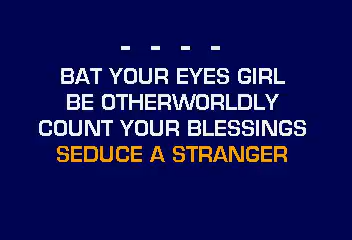 - - - -
BAT YOUR EYES GIRL
BE OTHERWORLDLY
COUNT YOUR BLESSINGS
SEDUCE A STRANGER